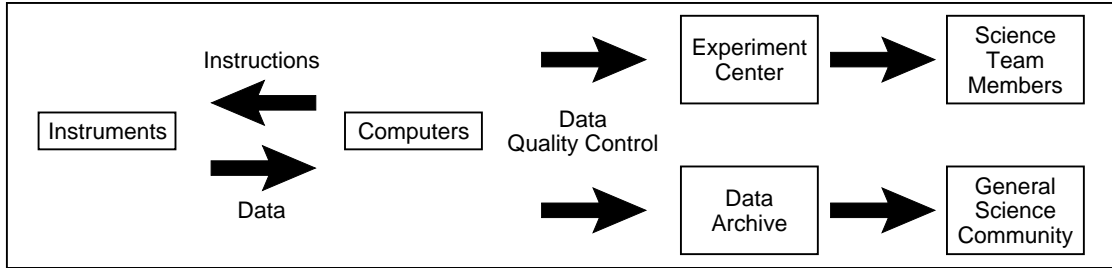 Instructions
Instruments
Data
Computers
Data
Quality Control
Experiment
Center
Science
Team
Members
Data
Archive
General
Science
Community